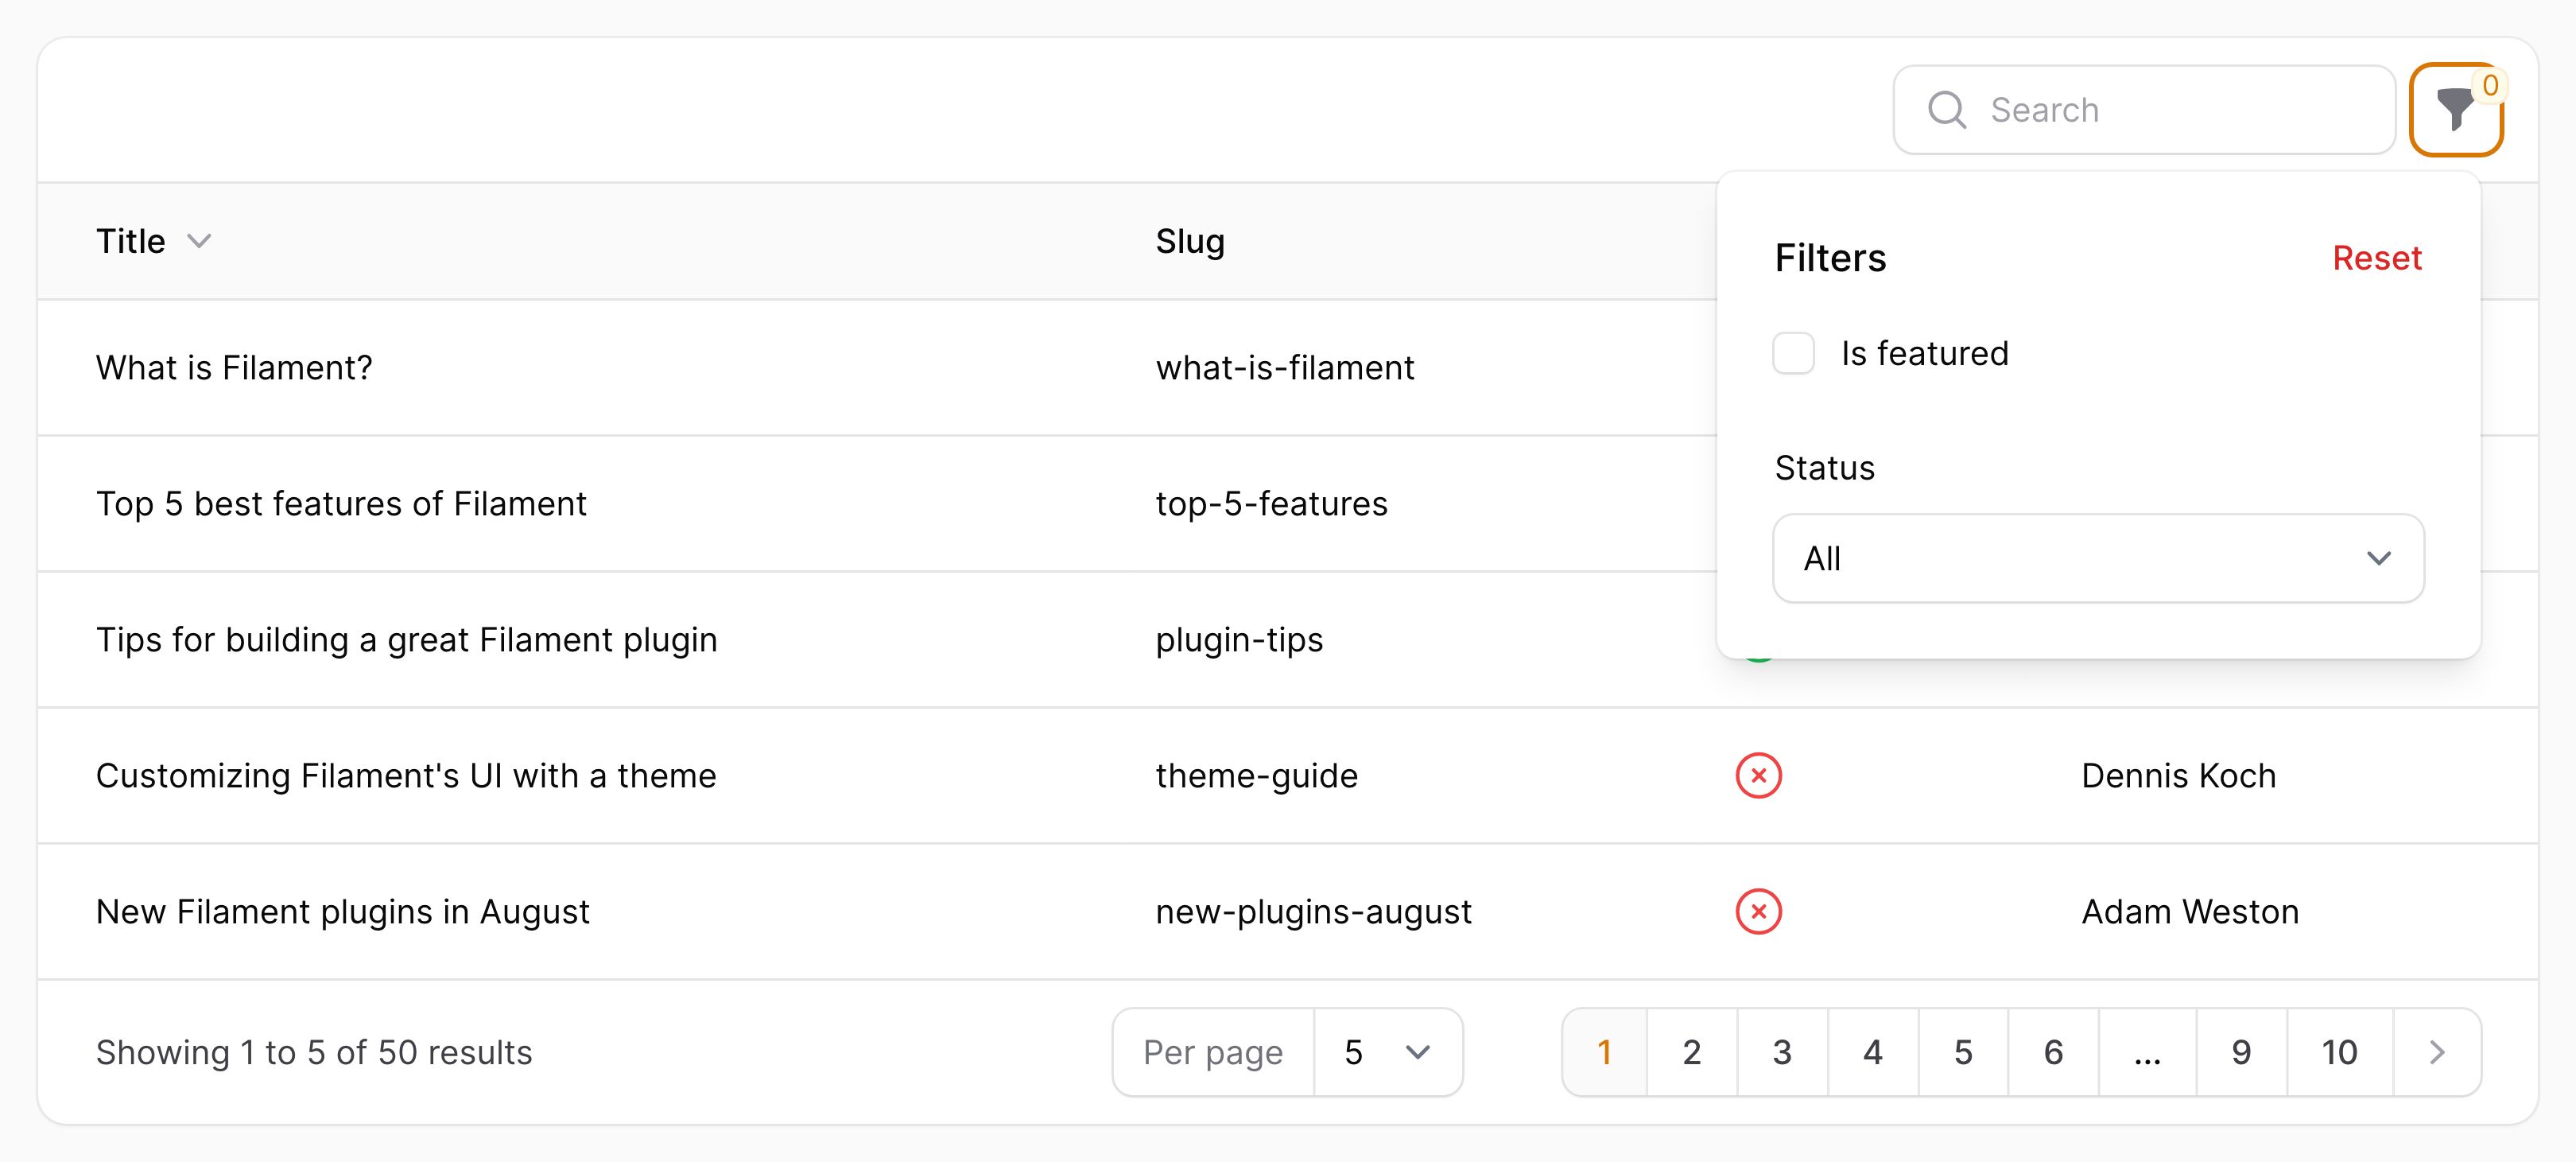 Search
0
Title
Slug
Filters
Reset
Is featured
What is Filament?
what-is-filament
Status
Top 5 best features of Filament
top-5-features
All
Tips for building a great Filament plugin
plugin-tips
Customizing Filament's UI with a theme
theme-guide
Dennis Koch
New Filament plugins in August
new-plugins-august
Adam Weston
Showing 1 to 5 of 50 results
Per page
5
1 2 3 4 5 6 ... 9 10